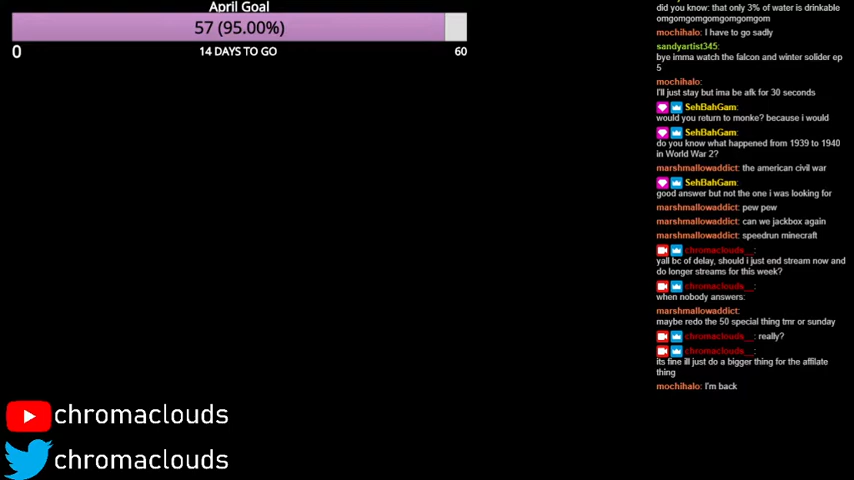 April Goal
57 (95.00%)
0
14 DAYS TO GO
60
did you know: that only 3% of water is drinkable
omgomgomgomgomgomgom
mochihalo: I have to go sadly
sandyartist345:
bye imma watch the falcon and winter solider ep
5
mochihalo:
I'll just stay but ima be afk for 30 seconds
SehBahGam:
would you return to monke? because i would
SehBahGam:
do you know what happened from 1939 to 1940
in World War 2?
marshmallowaddict: the american civil war
SehBahGam:
good answer but not the one i was looking for
marshmallowaddict: pew pew
marshmallowaddict: can we jackbox again
marshmallowaddict: speedrun minecraft
chromaclouds__:
yall bc of delay, should i just end stream now and
do longer streams for this week?
chromaclouds__:
when nobody answers:
marshmallowaddict:
maybe redo the 50 special thing tmr or sunday
chromaclouds__: really?
chromaclouds__:
its fine ill just do a bigger thing for the affilate
thing
mochihalo: I'm back
chromaclouds
chromaclouds